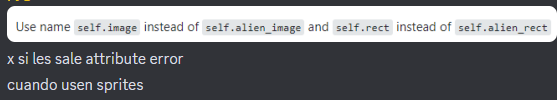 Use name self.image instead of self.alien_image and self.rect instead of self.alien_rect
x si les sale attribute error
cuando usen sprites